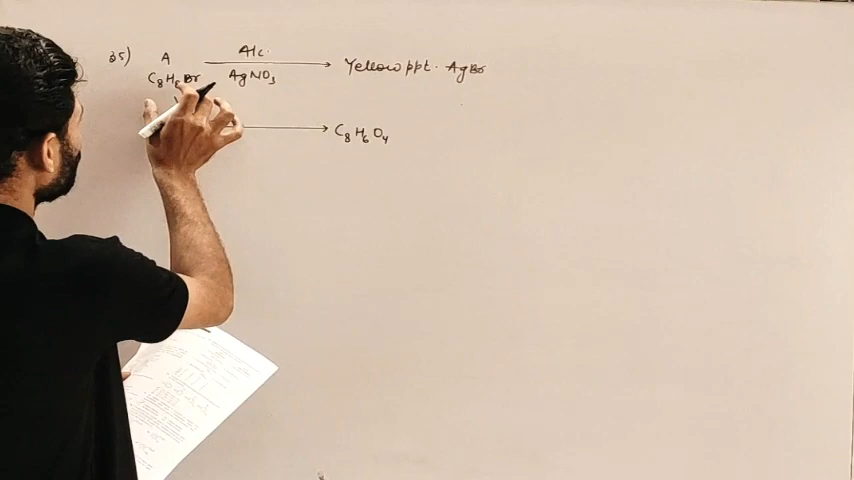 35) A Alc.
C₈H₆Br AgNO₃ Yellow ppt. AgBr
C₈H₆O₄